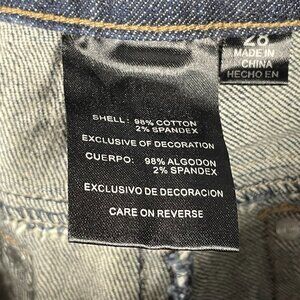 28
MADE IN
CHINA
HECHO EN
SHELL: 98% COTTON
2% SPANDEX
EXCLUSIVE OF DECORATION
CUERPO: 98% ALGODON
2% SPANDEX
EXCLUSIVO DE DECORACION
CARE ON REVERSE